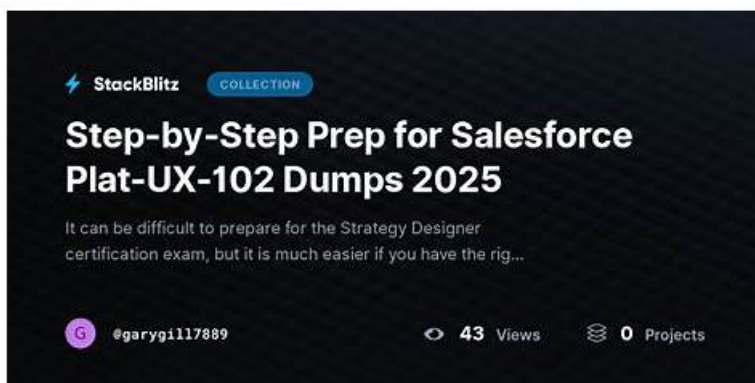 StackBlitz COLLECTION
Step-by-Step Prep for Salesforce
Plat-UX-102 Dumps 2025
It can be difficult to prepare for the Strategy Designer
certification exam, but it is much easier if you have the rig...
G @garygill7889 43 Views 0 Projects